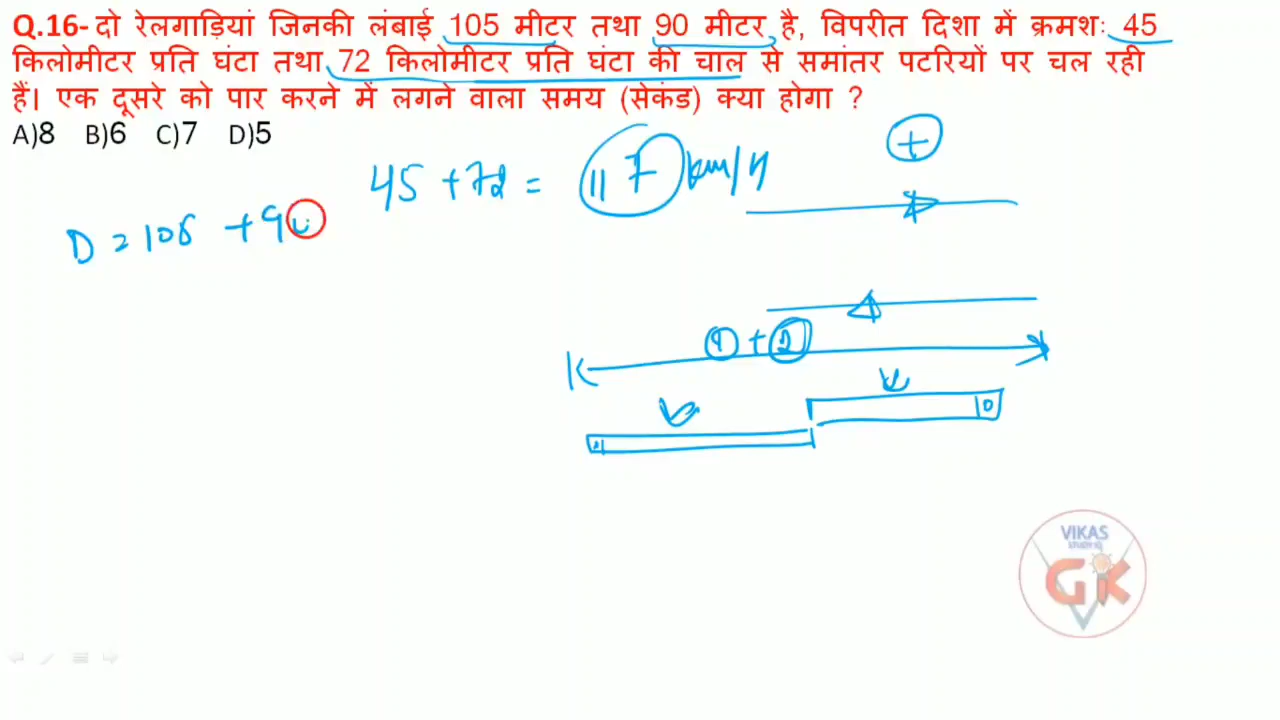 Q.16- दो रेलगाड़ियां जिनकी लंबाई 105 मीटर तथा 90 मीटर है, विपरीत दिशा में क्रमशः 45
किलोमीटर प्रति घंटा तथा 72 किलोमीटर प्रति घंटा की चाल से समांतर पटरियों पर चल रही
हैं। एक दूसरे को पार करने में लगने वाला समय (सेकंड) क्या होगा ?
A)8 B)6 C)7 D)5
+
45 +72 = 117 km/h
D = 105 + 90
1 + 2
VIKAS
GK